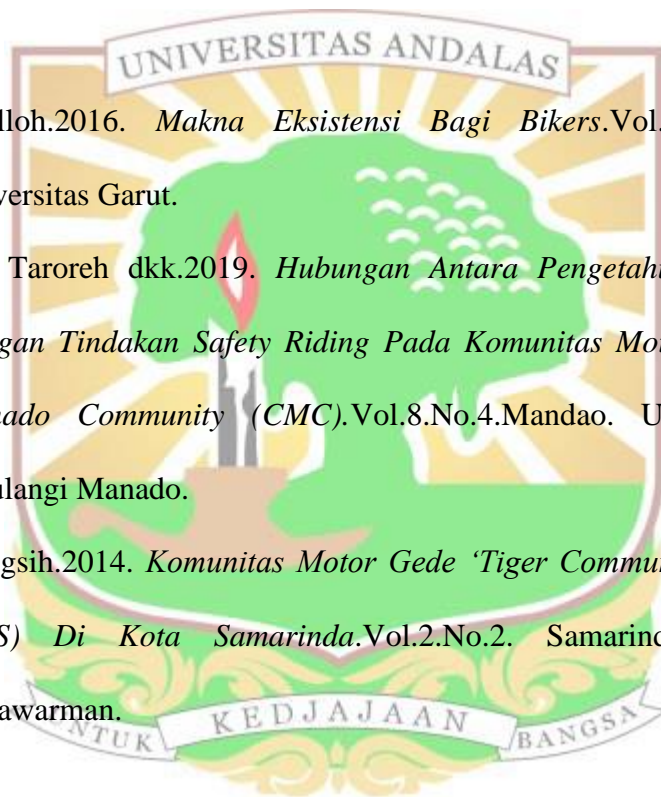 UNIVERSITAS ANDALAS
lloh.2016. Makna Eksistensi Bagi Bikers.Vol.
versitas Garut.
Taroreh dkk.2019. Hubungan Antara Pengetah
gan Tindakan Safety Riding Pada Komunitas Mo
nado Community (CMC).Vol.8.No.4.Mandao. U
ulangi Manado.
gsih.2014. Komunitas Motor Gede ‘Tiger Commu
S) Di Kota Samarinda.Vol.2.No.2. Samarin
awarman.
NTUK KEDJAJAAN BANGSA